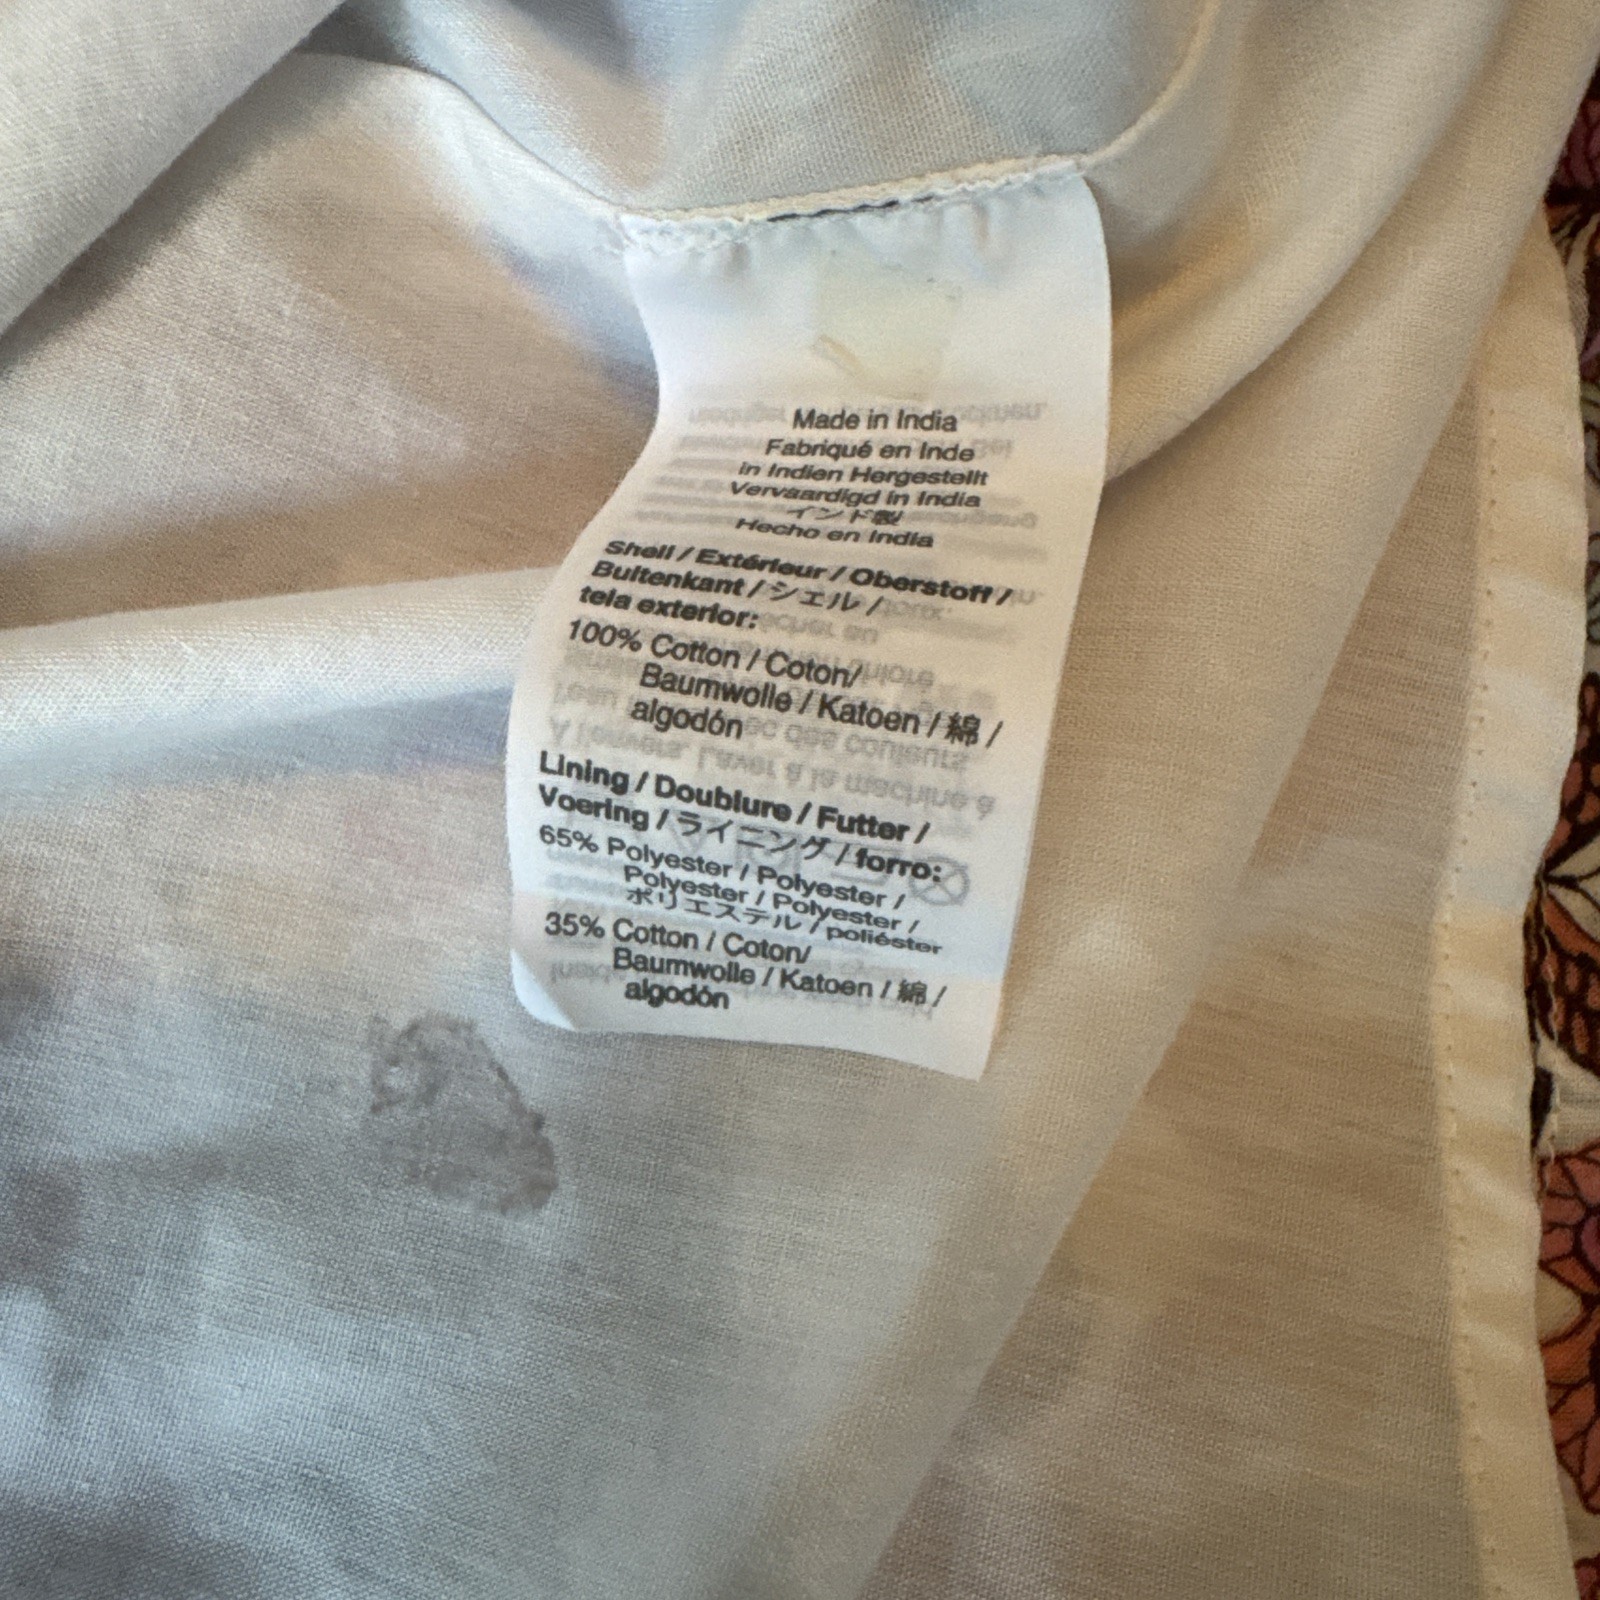 Made in India
Fabriqué en Inde
in Indien Hergestellt
Vervaardigd in India
インド製
Hecho en India
Shell / Extérieur / Oberstoff /
Buitenkant / シェル /
tela exterior:
100% Cotton / Coton/
Baumwolle / Katoen / 綿 /
algodón
Lining / Doublure / Futter /
Voering / ライニング / forro:
65% Polyester / Polyester /
Polyester / Polyester /
ポリエステル / poliéster
35% Cotton / Coton/
Baumwolle / Katoen / 綿 /
algodón